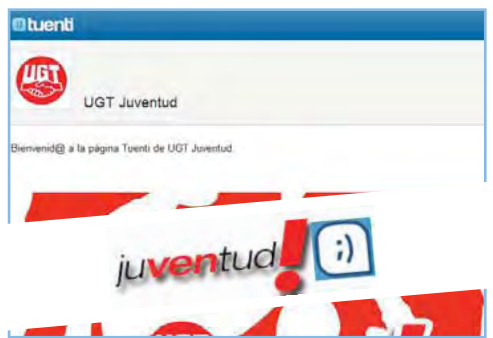 tuenti
UGT
UGT Juventud
Bienvenid@ a la página Tuenti de UGT Juventud.
juventud! ;)